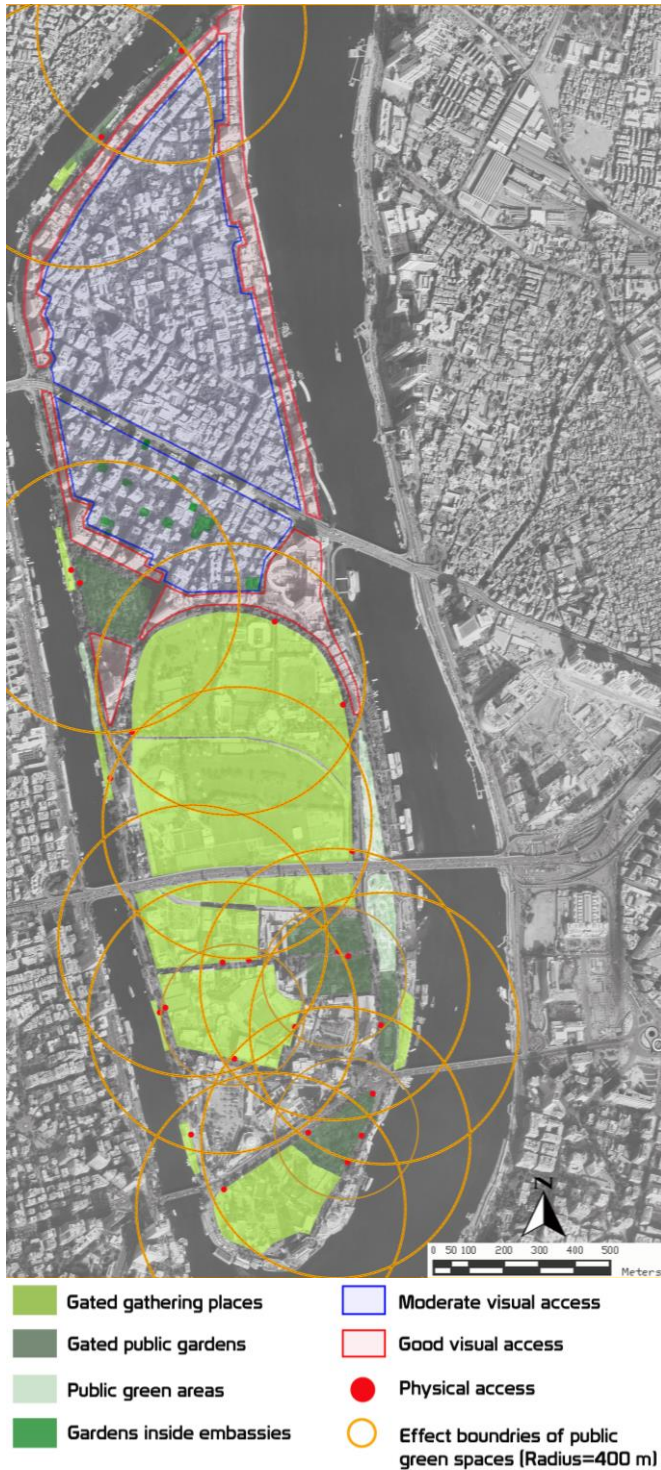 N
0 50 100 200 300 400 500
Meters
Gated gathering places
Gated public gardens
Public green areas
Gardens inside embassies
Moderate visual access
Good visual access
Physical access
Effect boundries of public
green spaces (Radius=400 m)